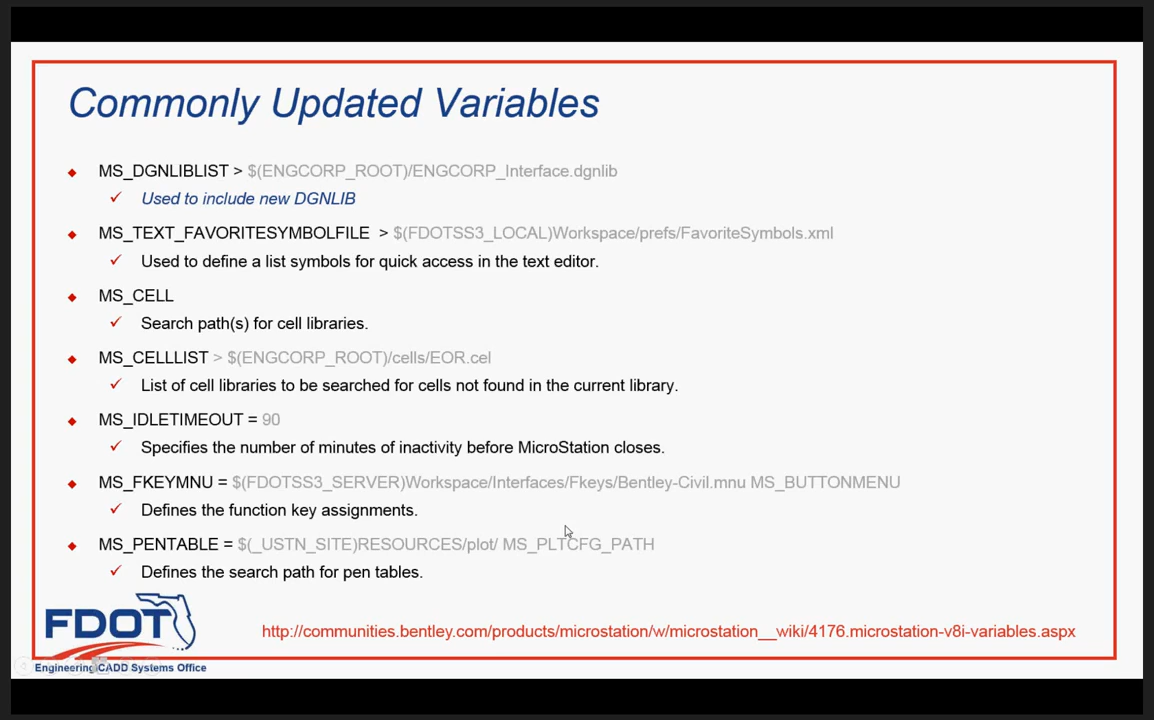 Commonly Updated Variables
MS_DGNLIBLIST > $(ENGCORP_ROOT)/ENGCORP_Interface.dgnlib
Used to include new DGNLIB
MS_TEXT_FAVORITESYMBOLFILE > $(FDOTSS3_LOCAL)Workspace/prefs/FavoriteSymbols.xml
Used to define a list symbols for quick access in the text editor.
MS_CELL
Search path(s) for cell libraries.
MS_CELLLIST > $(ENGCORP_ROOT)/cells/EOR.cel
List of cell libraries to be searched for cells not found in the current library.
MS_IDLETIMEOUT = 90
Specifies the number of minutes of inactivity before MicroStation closes.
MS_FKEYMNU = $(FDOTSS3_SERVER)Workspace/Interfaces/Fkeys/Bentley-Civil.mnu MS_BUTTONMENU
Defines the function key assignments.
MS_PENTABLE = $(_USTN_SITE)RESOURCES/plot/ MS_PLTCFG_PATH
Defines the search path for pen tables.
FDOT
http://communities.bentley.com/products/microstation/w/microstation__wiki/4176.microstation-v8i-variables.aspx
Engineering/CADD Systems Office